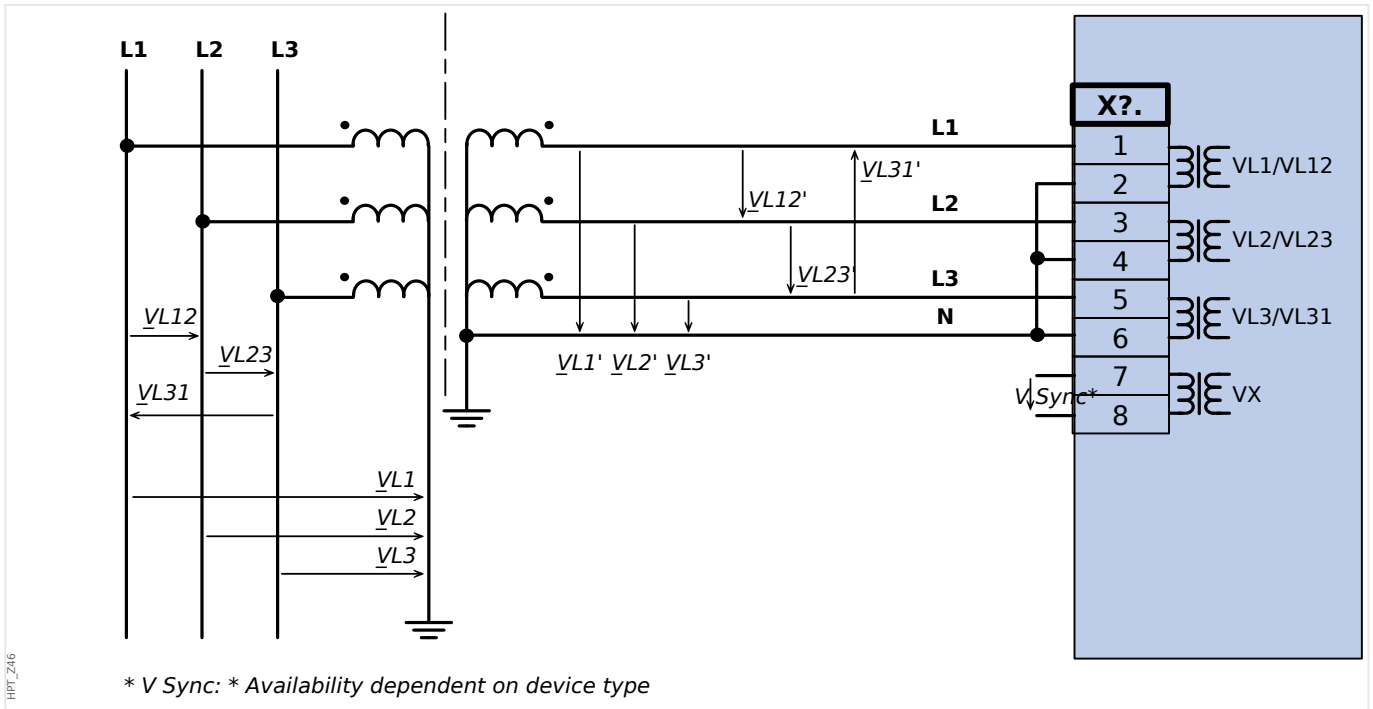 L1 L2 L3
X?.
L1
1
VL31'
VL1/VL12
2
VL12'
L2
3
VL2/VL23
4
VL23'
L3
5
N
VL12
VL3/VL31
6
VL23
VL1' VL2' VL3'
7
VL31
V Sync*
VX
8
VL1
VL2
VL3
HPT_Z46
* V Sync: * Availability dependent on device type